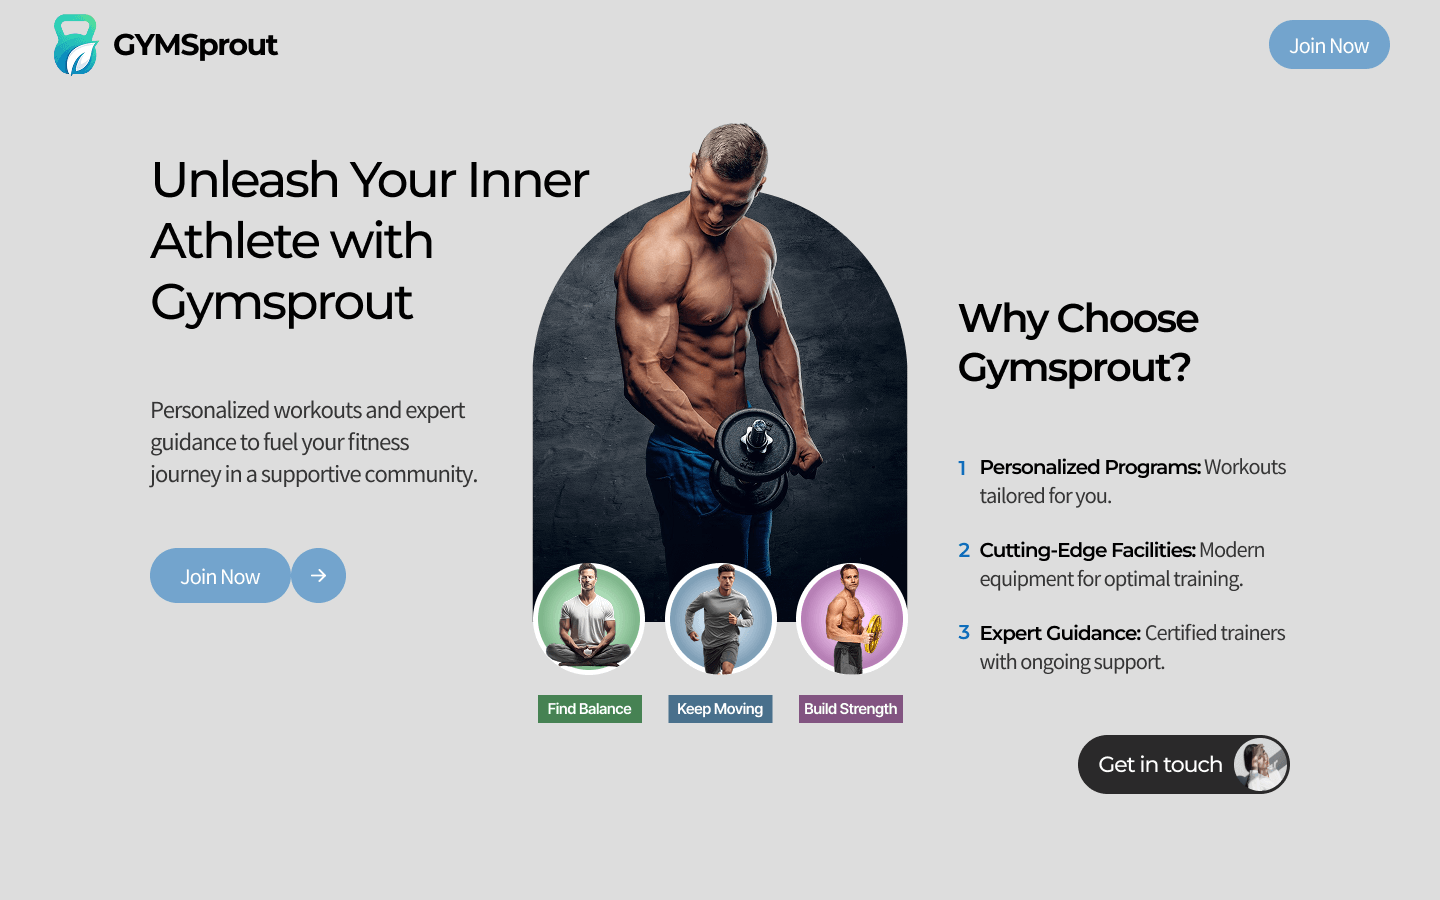 GYMSprout
Join Now
Unleash Your Inner
Athlete with
Gymsprout
Personalized workouts and expert
guidance to fuel your fitness
journey in a supportive community.
Join Now
Find Balance
Keep Moving
Build Strength
Why Choose
Gymsprout?
1 Personalized Programs: Workouts
tailored for you.
2 Cutting-Edge Facilities: Modern
equipment for optimal training.
3 Expert Guidance: Certified trainers
with ongoing support.
Get in touch